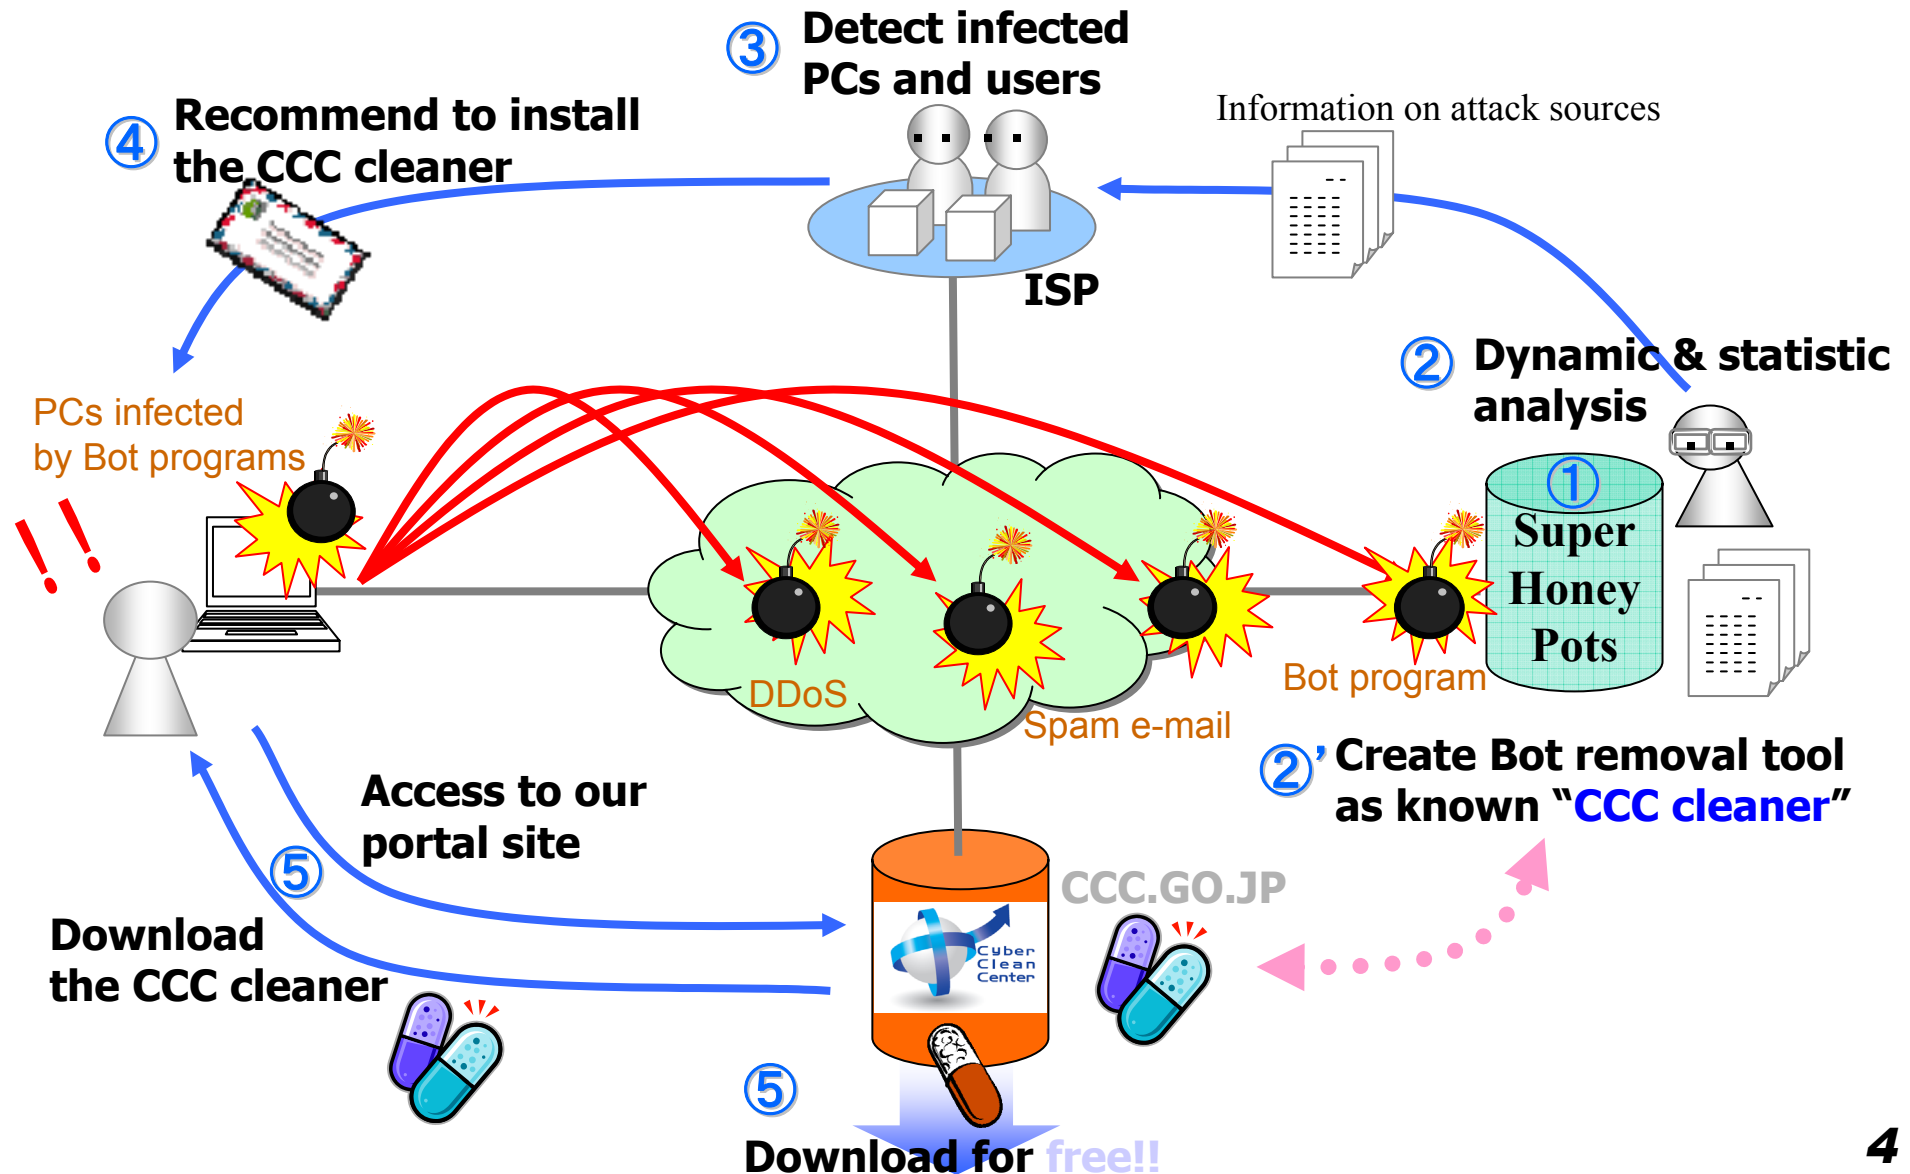 ③ Detect infected
PCs and users
④ Recommend to install
the CCC cleaner
Information on attack sources
ISP
② Dynamic & statistic
analysis
PCs infected
by Bot programs
!!
①
Super
Honey
Pots
DDoS
Spam e-mail
Bot program
②’ Create Bot removal tool
as known “CCC cleaner”
Access to our
portal site
⑤
Download
the CCC cleaner
CCC.GO.JP
Cyber
Clean
Center
⑤
Download for free!!
4